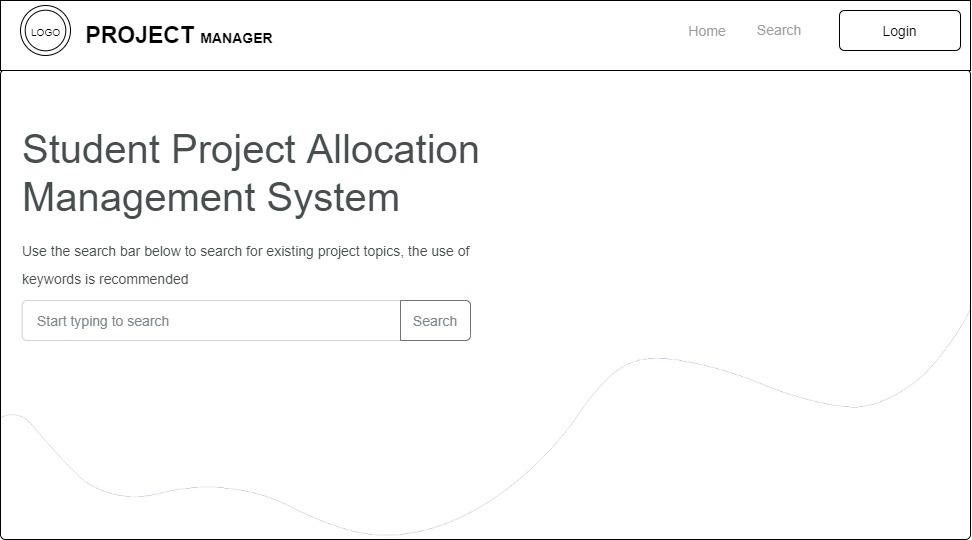 LOGO
PROJECT MANAGER
Home
Search
Login
Student Project Allocation
Management System
Use the search bar below to search for existing project topics, the use of
keywords is recommended
Start typing to search
Search